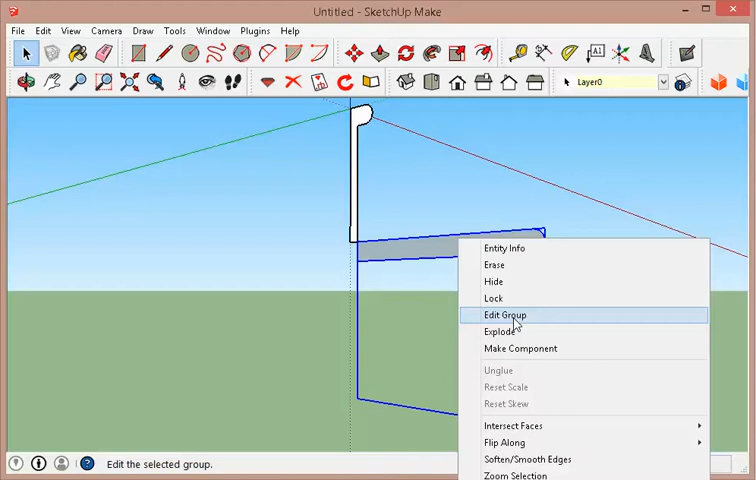 Untitled - SketchUp Make
File Edit View Camera Draw Tools Window Plugins Help
A1
Layer0
Entity Info
Erase
Hide
Lock
Edit Group
Explode
Make Component
Unglue
Reset Scale
Reset Skew
Intersect Faces
Flip Along
Soften/Smooth Edges
Zoom Selection
Edit the selected group.